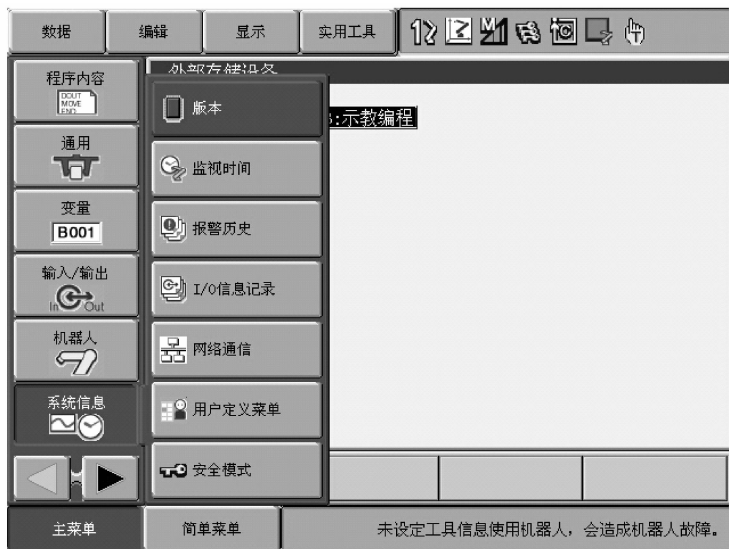 数据 编辑 显示 实用工具
程序内容
DOUT
MOVE
END
通用
变量
B001
输入/输出
In Out
机器人
系统信息
外部存储设备
:示教编程
版本
监视时间
报警历史
I/O信息记录
网络通信
用户定义菜单
安全模式
主菜单 简单菜单 未设定工具信息使用机器人，会造成机器人故障。